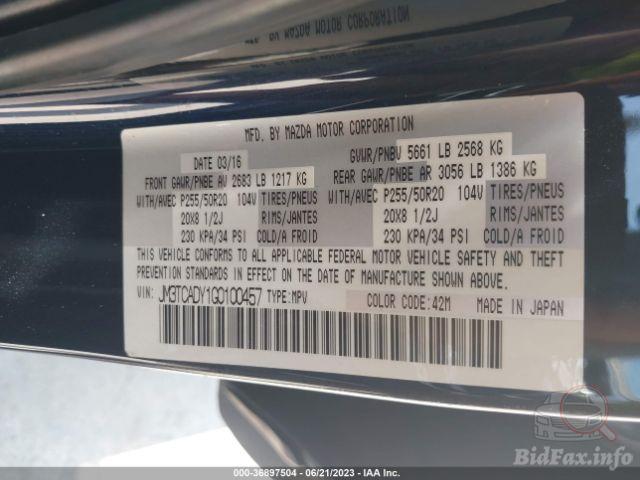 MFD. BY MAZDA MOTOR CORPORATION
DATE 03/16
GVWR/PNBV 5661 LB 2568 KG
FRONT GAWR/PNBE AV 2683 LB 1217 KG
REAR GAWR/PNBE AR 3056 LB 1386 KG
WITH/AVEC P255/50R20 104V TIRES/PNEUS
WITH/AVEC P255/50R20 104V TIRES/PNEUS
20X8 1/2J RIMS/JANTES
20X8 1/2J RIMS/JANTES
230 KPA/34 PSI COLD/A FROID
230 KPA/34 PSI COLD/A FROID
THIS VEHICLE CONFORMS TO ALL APPLICABLE FEDERAL MOTOR VEHICLE SAFETY AND THEFT
PREVENTION STANDARDS IN EFFECT ON THE DATE OF MANUFACTURE SHOWN ABOVE.
VIN: JM3TCADY1G0100457 TYPE:MPV COLOR CODE:42M MADE IN JAPAN
000-36897504 - 06/21/2023 - IAA Inc.
BidFax.info